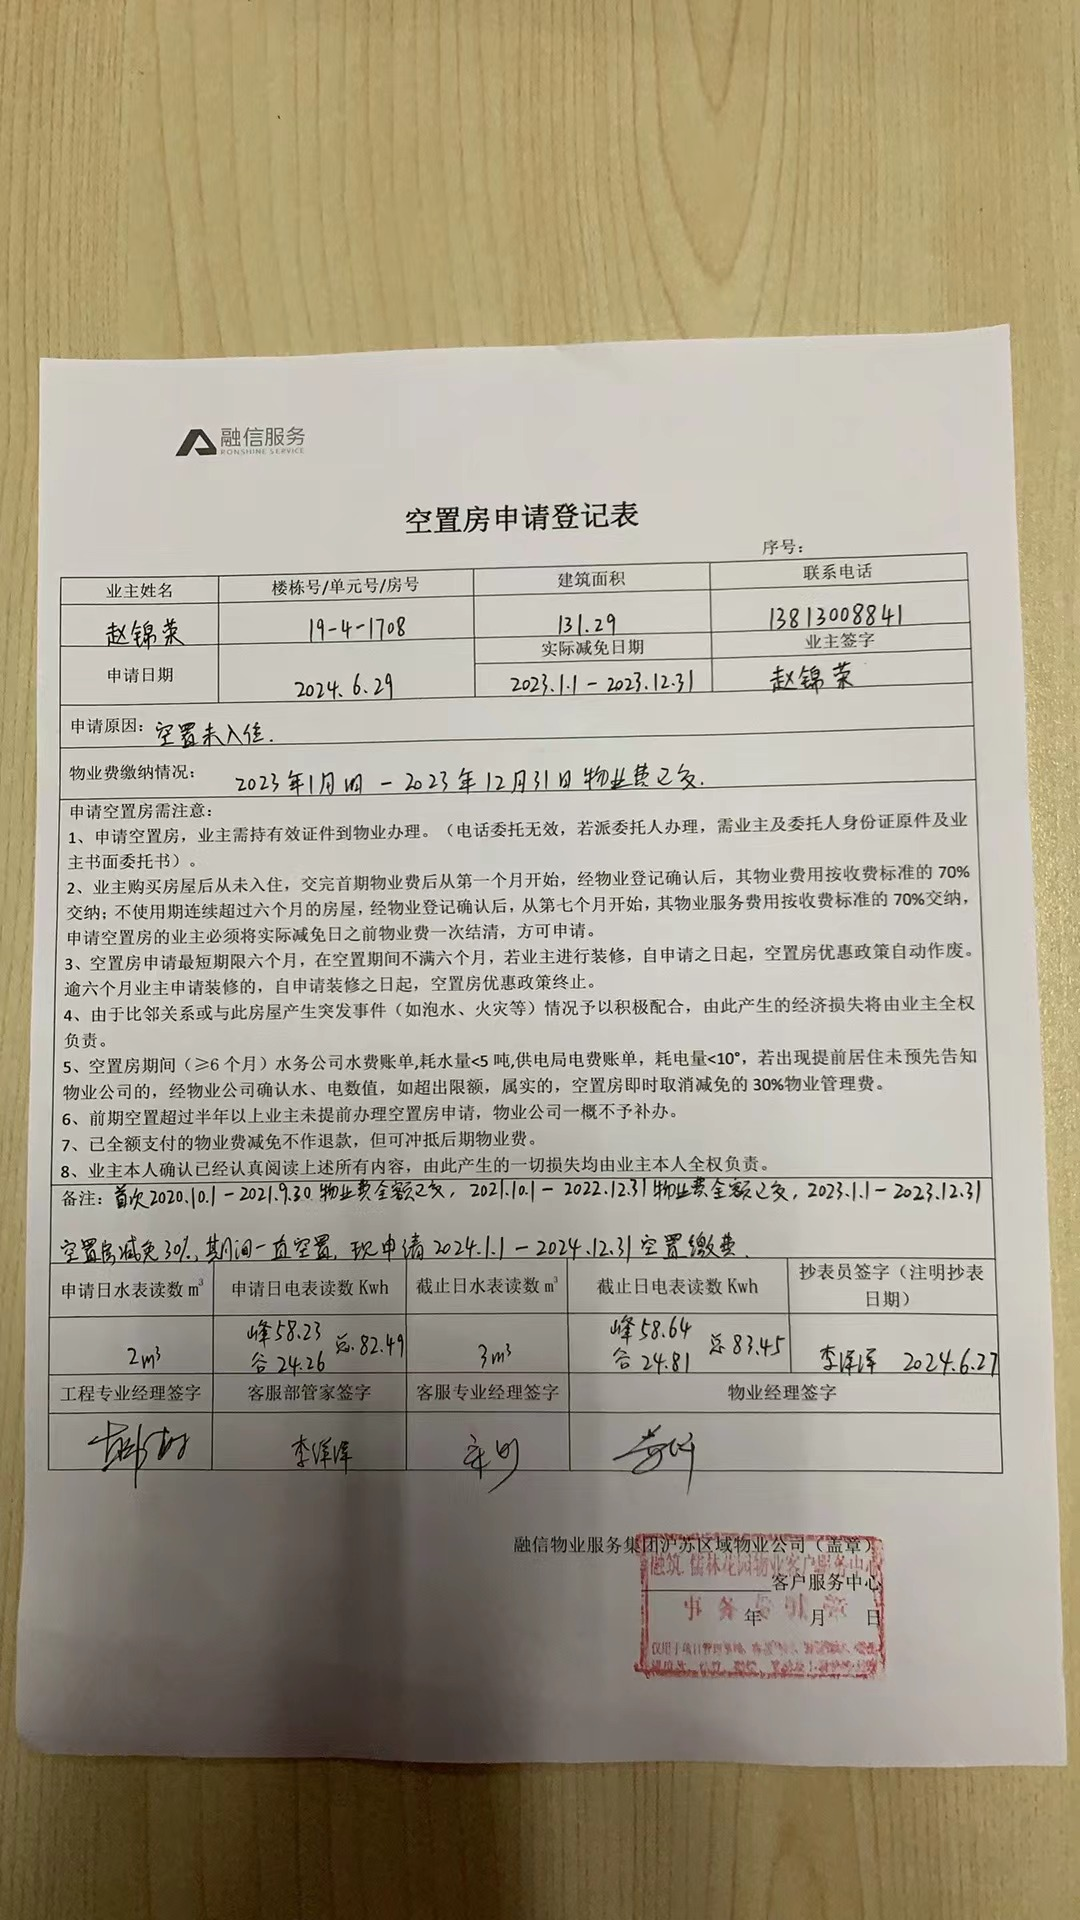 融信服务
RONSHINE SERVICE
空置房申请登记表
序号：
业主姓名 楼栋号/单元号/房号 建筑面积 联系电话
赵锦荣 19-4-1708 131.29 13813008841
申请日期 2024.6.29 实际减免日期 业主签字
2023.1.1－2023.12.31 赵锦荣
申请原因：空置未入住.
物业费缴纳情况： 2023年1月1日－2023年12月31日物业费已交.
申请空置房需注意：
1、申请空置房，业主需持有效证件到物业办理。（电话委托无效，若派委托人办理，需业主及委托人身份证原件及业
主书面委托书）。
2、业主购买房屋后从未入住，交完首期物业费后从第一个月开始，经物业登记确认后，其物业费用按收费标准的 70%
交纳；不使用期连续超过六个月的房屋，经物业登记确认后，从第七个月开始，其物业服务费用按收费标准的 70%交纳，
申请空置房的业主必须将实际减免日之前物业费一次结清，方可申请。
3、空置房申请最短期限六个月，在空置期间不满六个月，若业主进行装修，自申请之日起，空置房优惠政策自动作废。
逾六个月业主申请装修的，自申请装修之日起，空置房优惠政策终止。
4、由于比邻关系或与此房屋产生突发事件（如泡水、火灾等）情况予以积极配合，由此产生的经济损失将由业主全权
负责。
5、空置房期间（≥6 个月）水务公司水费账单,耗水量<5 吨,供电局电费账单，耗电量<10°，若出现提前居住未预先告知
物业公司的，经物业公司确认水、电数值，如超出限额，属实的，空置房即时取消减免的 30%物业管理费。
6、前期空置超过半年以上业主未提前办理空置房申请，物业公司一概不予补办。
7、已全额支付的物业费减免不作退款，但可冲抵后期物业费。
8、业主本人确认已经认真阅读上述所有内容，由此产生的一切损失均由业主本人全权负责。
备注：首次2020.10.1－2021.9.30物业费全额已交，2021.10.1－2022.12.31物业费全额已交，2023.1.1－2023.12.31
空置房减免30%，期间一直空置，现申请2024.1.1－2024.12.31空置缴费.
申请日水表读数 m³ 申请日电表读数 Kwh 截止日水表读数 m³ 截止日电表读数 Kwh 抄表员签字（注明抄表
日期）
2m³ 峰58.23 谷24.26 总82.49 3m³ 峰58.64 谷24.81 总83.45 李洋洋 2024.6.27
工程专业经理签字 客服部管家签字 客服专业经理签字 物业经理签字
李洋洋
融信物业服务集团沪苏区域物业公司（盖章）
融筑.儒林花园物业客户服务中心
客户服务中心
年 月 日